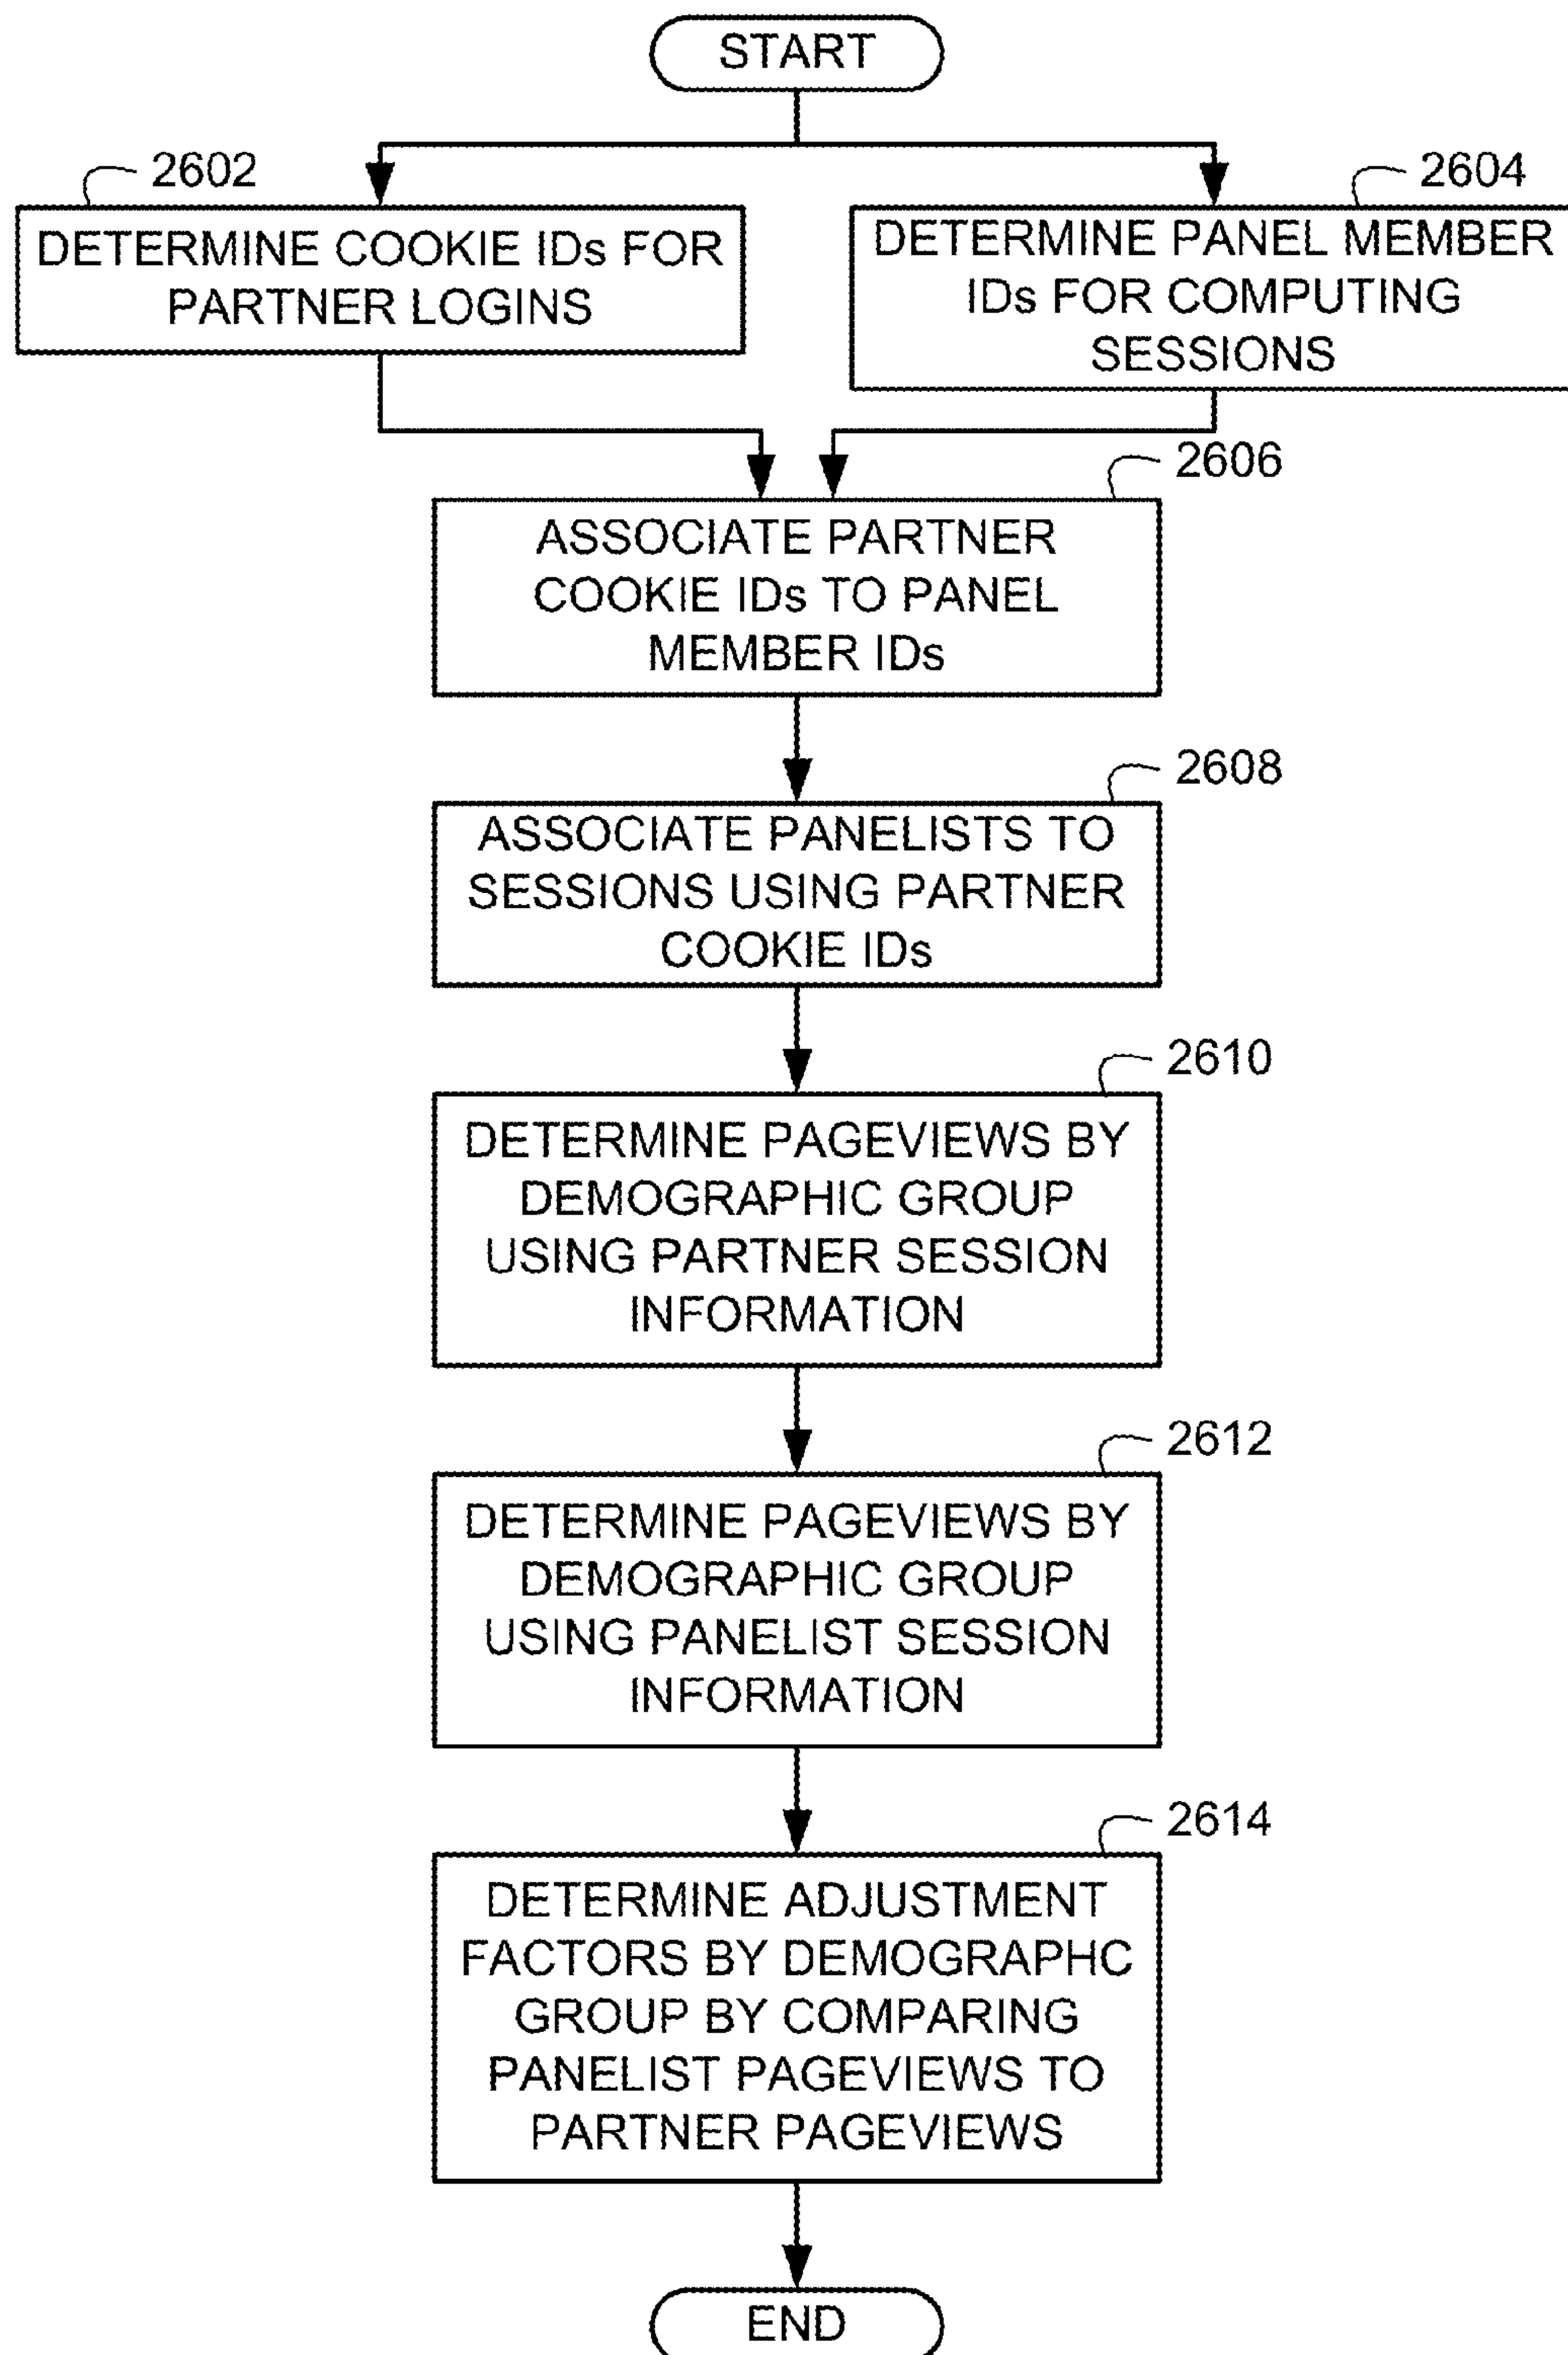 START
2602
DETERMINE COOKIE IDs FOR
PARTNER LOGINS
2604
DETERMINE PANEL MEMBER
IDs FOR COMPUTING
SESSIONS
2606
ASSOCIATE PARTNER
COOKIE IDs TO PANEL
MEMBER IDs
2608
ASSOCIATE PANELISTS TO
SESSIONS USING PARTNER
COOKIE IDs
2610
DETERMINE PAGEVIEWS BY
DEMOGRAPHIC GROUP
USING PARTNER SESSION
INFORMATION
2612
DETERMINE PAGEVIEWS BY
DEMOGRAPHIC GROUP
USING PANELIST SESSION
INFORMATION
2614
DETERMINE ADJUSTMENT
FACTORS BY DEMOGRAPHC
GROUP BY COMPARING
PANELIST PAGEVIEWS TO
PARTNER PAGEVIEWS
END